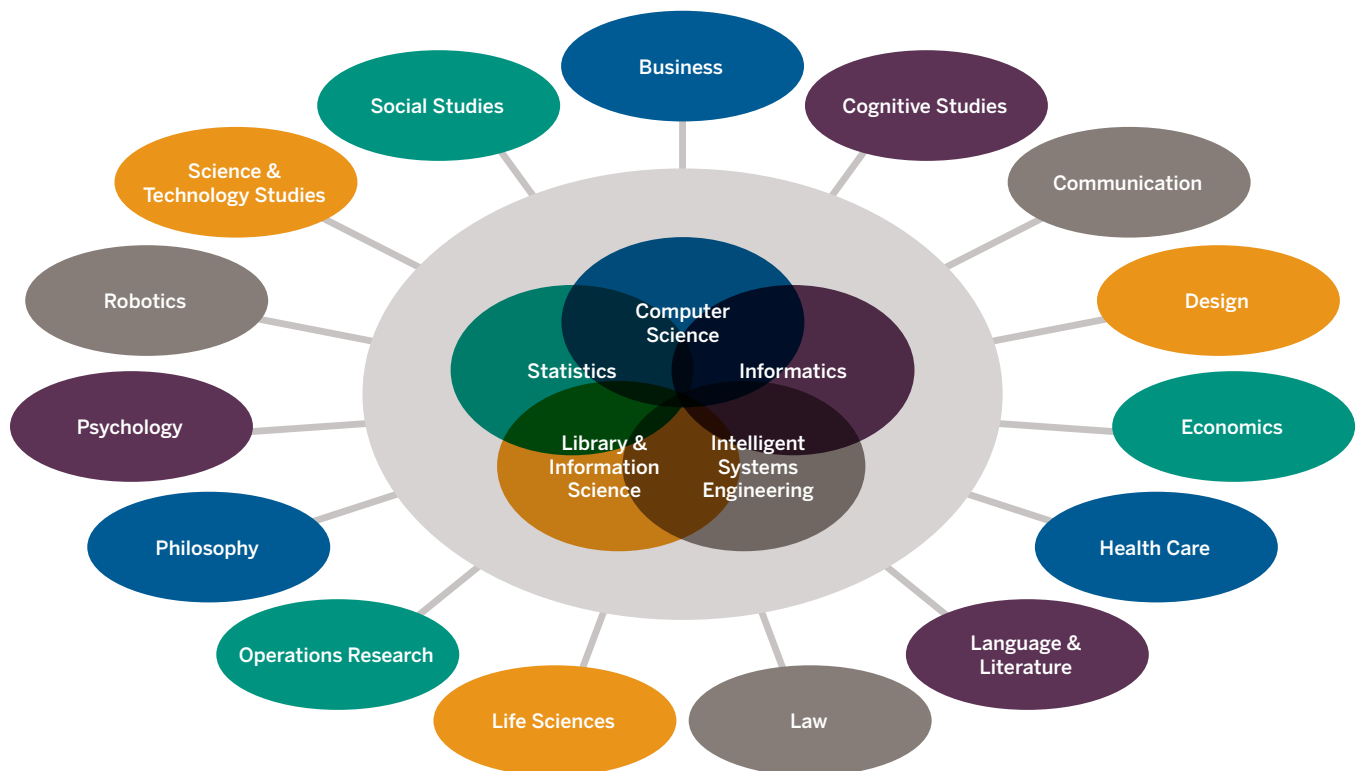 Business
Social Studies
Cognitive Studies
Science &
Technology Studies
Communication
Robotics
Design
Computer
Science
Statistics
Informatics
Psychology
Economics
Library &
Information
Science
Intelligent
Systems
Engineering
Philosophy
Health Care
Operations Research
Language &
Literature
Life Sciences
Law